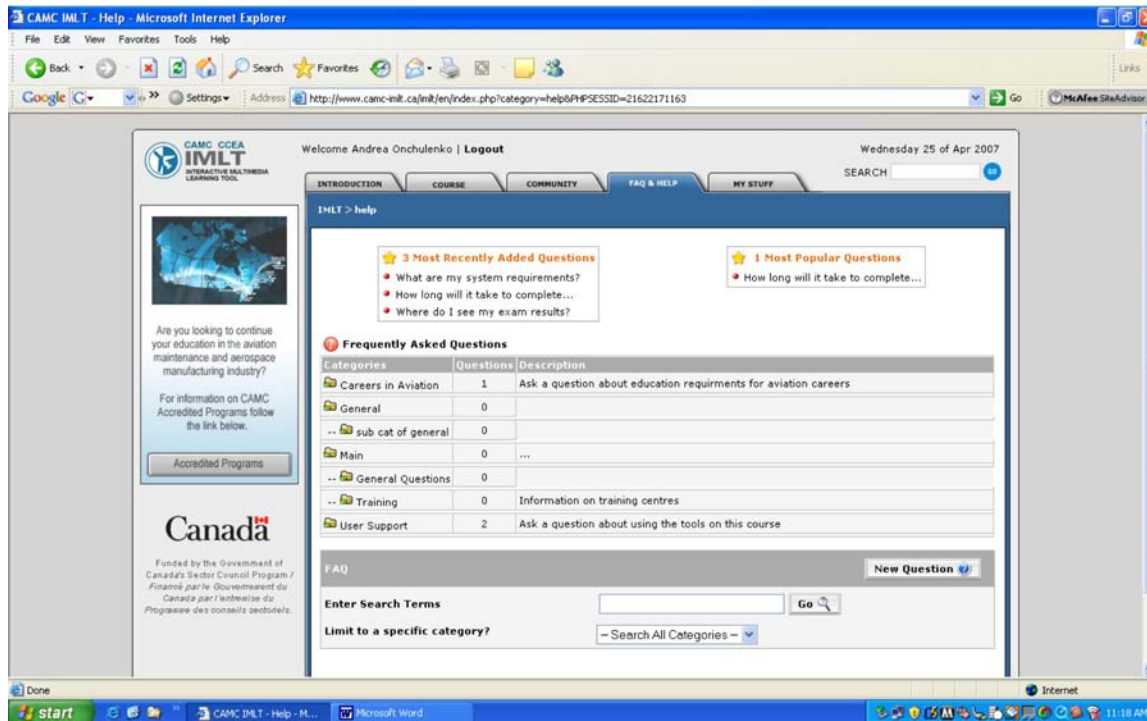 CAMC IMLT - Help - Microsoft Internet Explorer
File Edit View Favorites Tools Help
Back Search Favorites Links
Google G Settings Address http://www.camc-imlt.ca/imlt/en/index.php?category=help&PHPSESSID=21622171163 Go McAfee SiteAdvisor
CAMC CCEA
IMLT
INTERACTIVE MULTIMEDIA
LEARNING TOOL
Welcome Andrea Onchulenko | Logout
Wednesday 25 of Apr 2007
SEARCH GO
INTRODUCTION COURSE COMMUNITY FAQ & HELP MY STUFF
IMLT > help
Are you looking to continue
your education in the aviation
maintenance and aerospace
manufacturing industry?
For information on CAMC
Accredited Programs follow
the link below.
Accredited Programs
Canada
Funded by the Government of
Canada's Sector Council Program /
Financé par le Gouvernement du
Canada par l'entremise du
Programme des conseils sectoriels.
3 Most Recently Added Questions
What are my system requirements?
How long will it take to complete...
Where do I see my exam results?
1 Most Popular Questions
How long will it take to complete...
Frequently Asked Questions
Categories Questions Description
Careers in Aviation 1 Ask a question about education requirments for aviation careers
General 0
-- sub cat of general 0
Main 0 ...
-- General Questions 0
-- Training 0 Information on training centres
User Support 2 Ask a question about using the tools on this course
FAQ New Question
Enter Search Terms Go
Limit to a specific category? – Search All Categories –
Done Internet
start CAMC IMLT - Help - M... Microsoft Word 11:18 AM